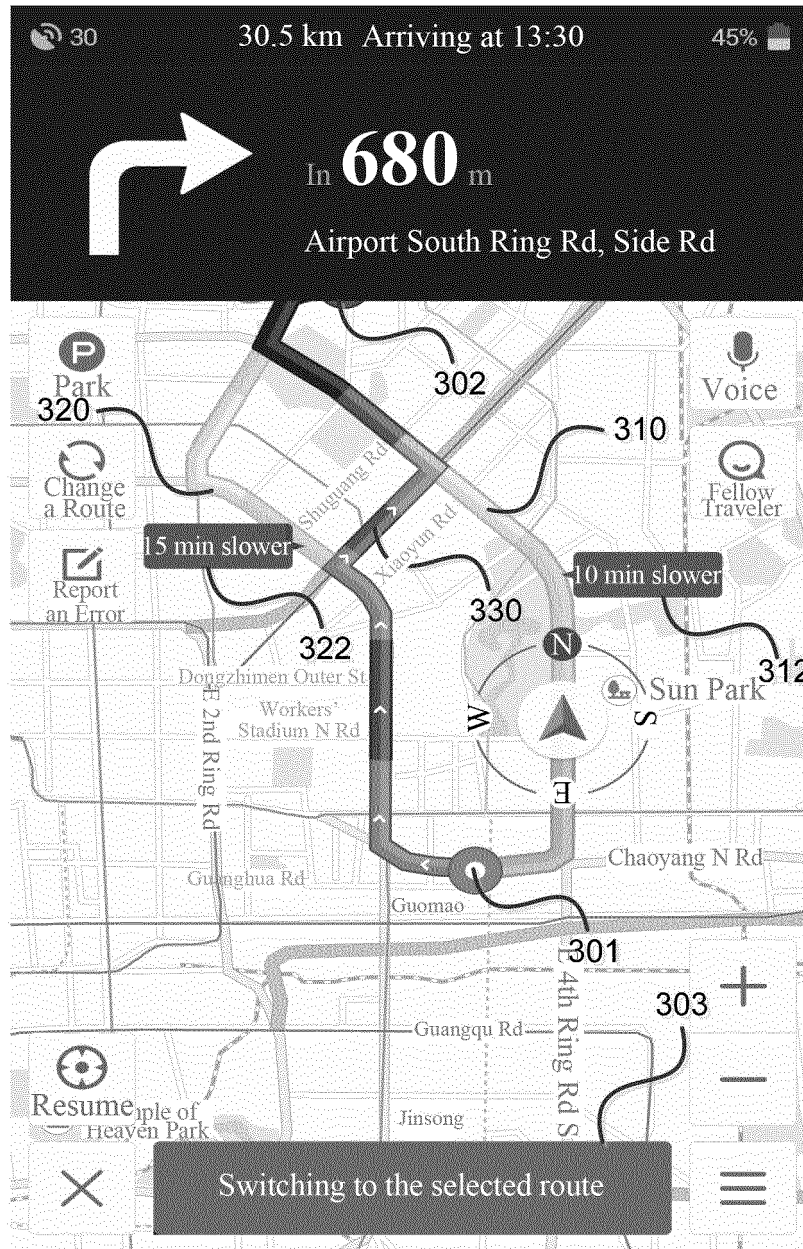 30
30.5 km Arriving at 13:30
45%
In 680 m
Airport South Ring Rd, Side Rd
P
Park
Voice
302
320
310
Change
a Route
Shuguang Rd
Fellow
Traveler
15 min slower
Xiaoyun Rd
10 min slower
Report
an Error
330
322
312
N
Dongzhimen Outer St
Sun Park
W
S
Workers'
Stadium N Rd
E 2nd Ring Rd
E
Chaoyang N Rd
Guanghua Rd
Guomao
301
303
E 4th Ring Rd S
Guangqu Rd
Resume
ple of
Heaven Park
Jinsong
Switching to the selected route